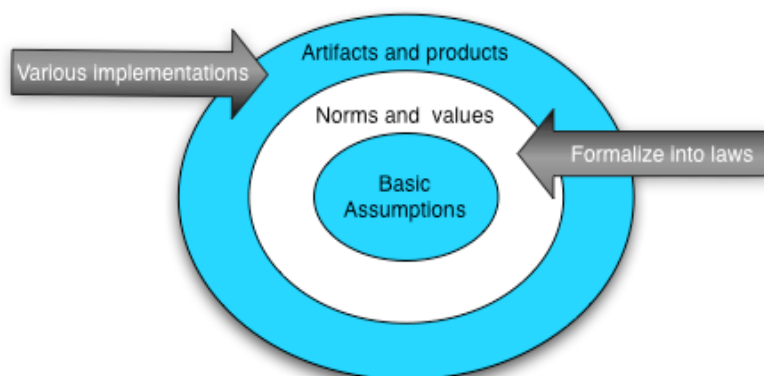 Artifacts and products
Various implementations
Norms and values
Formalize into laws
Basic
Assumptions